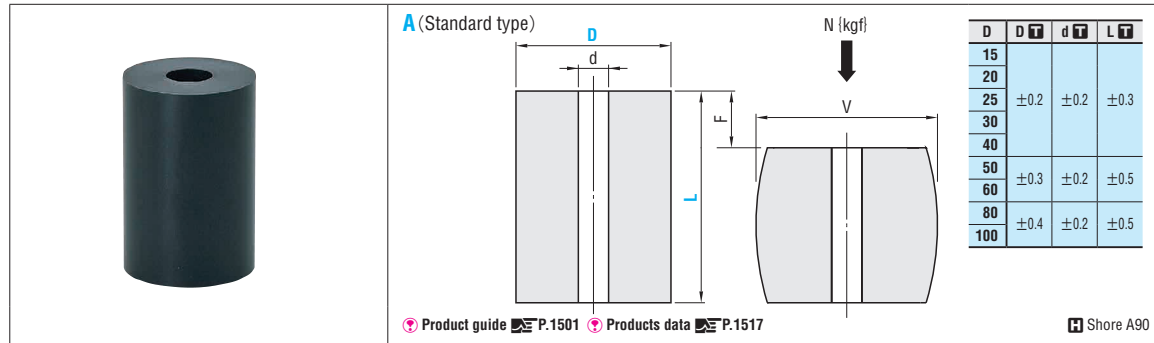 A (Standard type)
D
d
F
L
N {kgf}
V
D D T d T L T
15
20
25 ±0.2 ±0.2 ±0.3
30
40
50
60 ±0.3 ±0.2 ±0.5
80
100 ±0.4 ±0.2 ±0.5
Product guide P.1501 Products data P.1517
H Shore A90